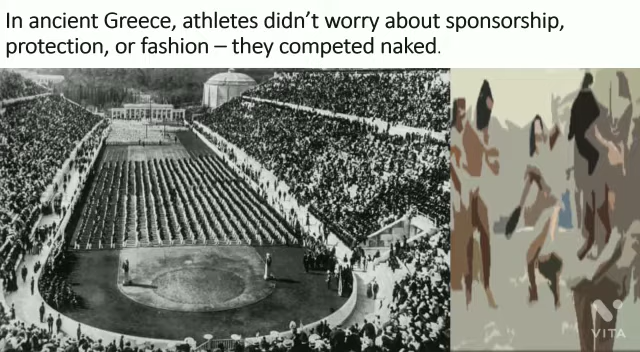 In ancient Greece, athletes didn’t worry about sponsorship,
protection, or fashion – they competed naked.
VITA